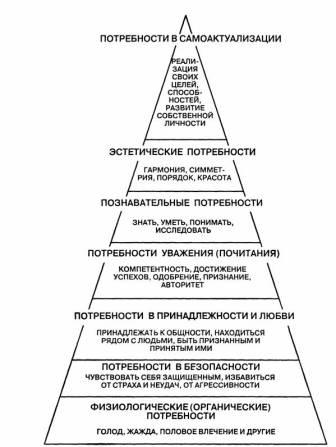 ПОТРЕБНОСТИ В САМОАКТУАЛИЗАЦИИ
РЕАЛИ-
ЗАЦИЯ
СВОИХ
ЦЕЛЕЙ,
СПОСОБ-
НОСТЕЙ,
РАЗВИТИЕ
СОБСТВЕННОЙ
ЛИЧНОСТИ
ЭСТЕТИЧЕСКИЕ ПОТРЕБНОСТИ
ГАРМОНИЯ, СИММЕТ-
РИЯ, ПОРЯДОК, КРАСОТА
ПОЗНАВАТЕЛЬНЫЕ ПОТРЕБНОСТИ
ЗНАТЬ, УМЕТЬ, ПОНИМАТЬ,
ИССЛЕДОВАТЬ
ПОТРЕБНОСТИ УВАЖЕНИЯ (ПОЧИТАНИЯ)
КОМПЕТЕНТНОСТЬ, ДОСТИЖЕНИЕ
УСПЕХОВ, ОДОБРЕНИЕ, ПРИЗНАНИЕ,
АВТОРИТЕТ
ПОТРЕБНОСТИ В ПРИНАДЛЕЖНОСТИ И ЛЮБВИ
ПРИНАДЛЕЖАТЬ К ОБЩНОСТИ, НАХОДИТЬСЯ
РЯДОМ С ЛЮДЬМИ, БЫТЬ ПРИЗНАННЫМ И
ПРИНЯТЫМ ИМИ
ПОТРЕБНОСТИ В БЕЗОПАСНОСТИ
ЧУВСТВОВАТЬ СЕБЯ ЗАЩИЩЕННЫМ, ИЗБАВИТЬСЯ
ОТ СТРАХА И НЕУДАЧ, ОТ АГРЕССИВНОСТИ
ФИЗИОЛОГИЧЕСКИЕ (ОРГАНИЧЕСКИЕ)
ПОТРЕБНОСТИ
ГОЛОД, ЖАЖДА, ПОЛОВОЕ ВЛЕЧЕНИЕ И ДРУГИЕ